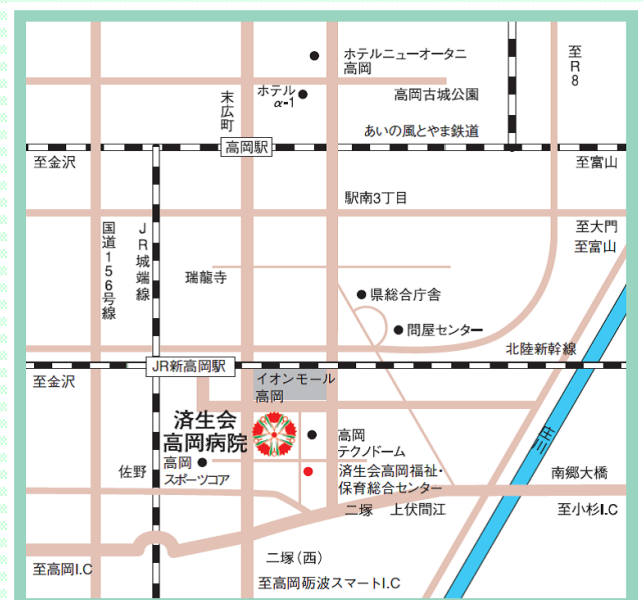 ホテルニューオータニ
高岡
至R8
ホテル
α-1
高岡古城公園
末広町
あいの風とやま鉄道
高岡駅
至金沢
至富山
駅南3丁目
国道156号線
JR城端線
至大門
至富山
瑞龍寺
県総合庁舎
問屋センター
北陸新幹線
JR新高岡駅
至金沢
イオンモール
高岡
済生会
高岡病院
高岡
テクノドーム
庄川
佐野
高岡
スポーツコア
済生会高岡福祉・
保育総合センター
南郷大橋
二塚
上伏間江
至小杉I.C
二塚(西)
至高岡I.C
至高岡砺波スマートI.C